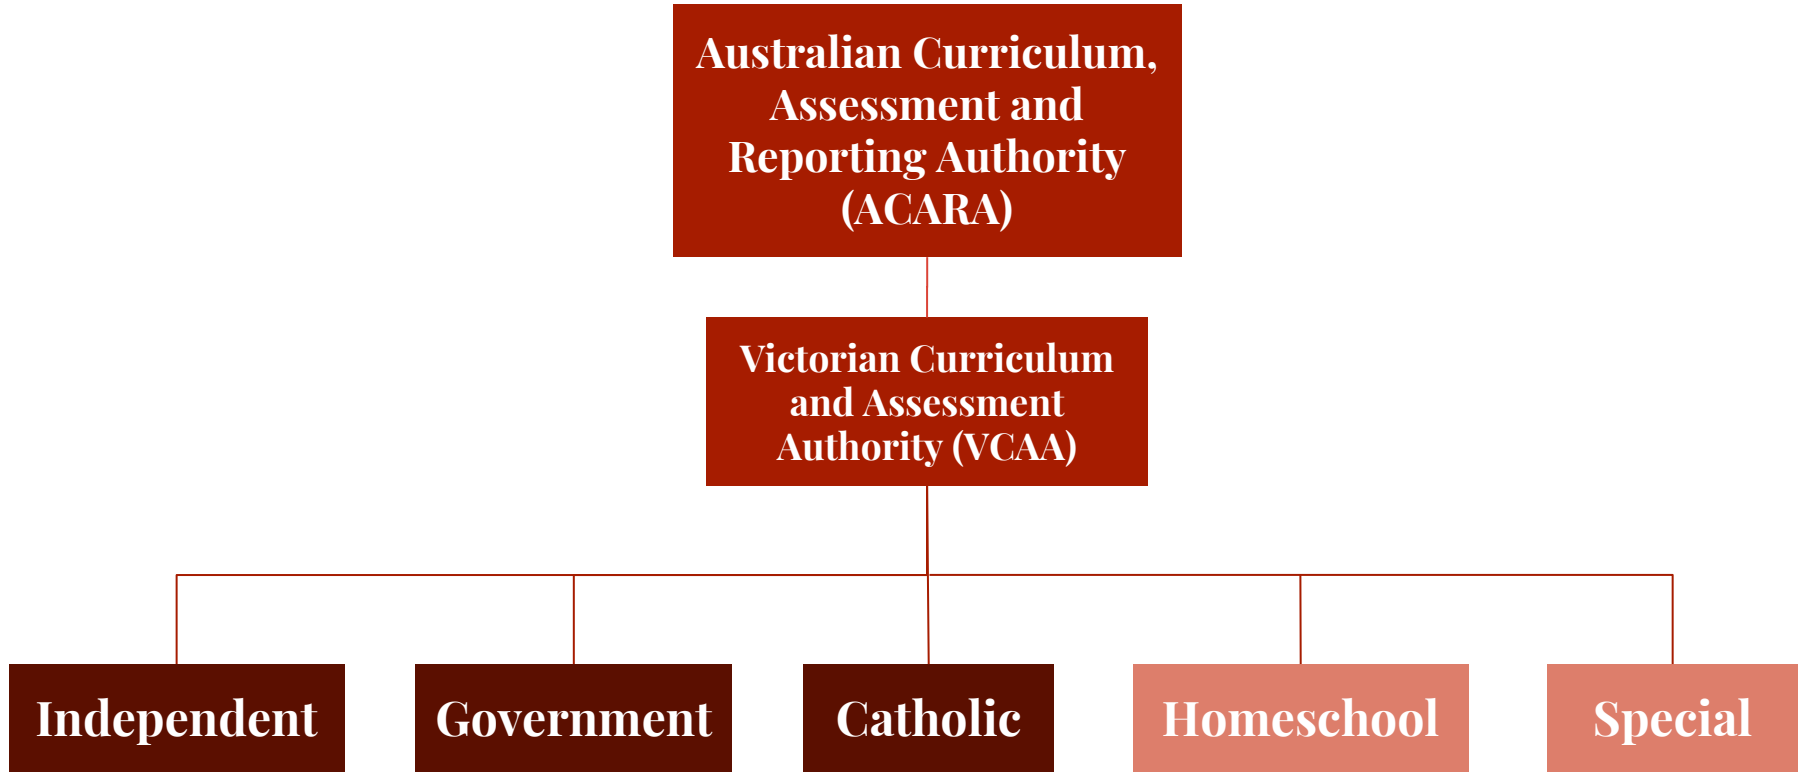 Australian Curriculum,
Assessment and
Reporting Authority
(ACARA)
Victorian Curriculum
and Assessment
Authority (VCAA)
Independent
Government
Catholic
Homeschool
Special